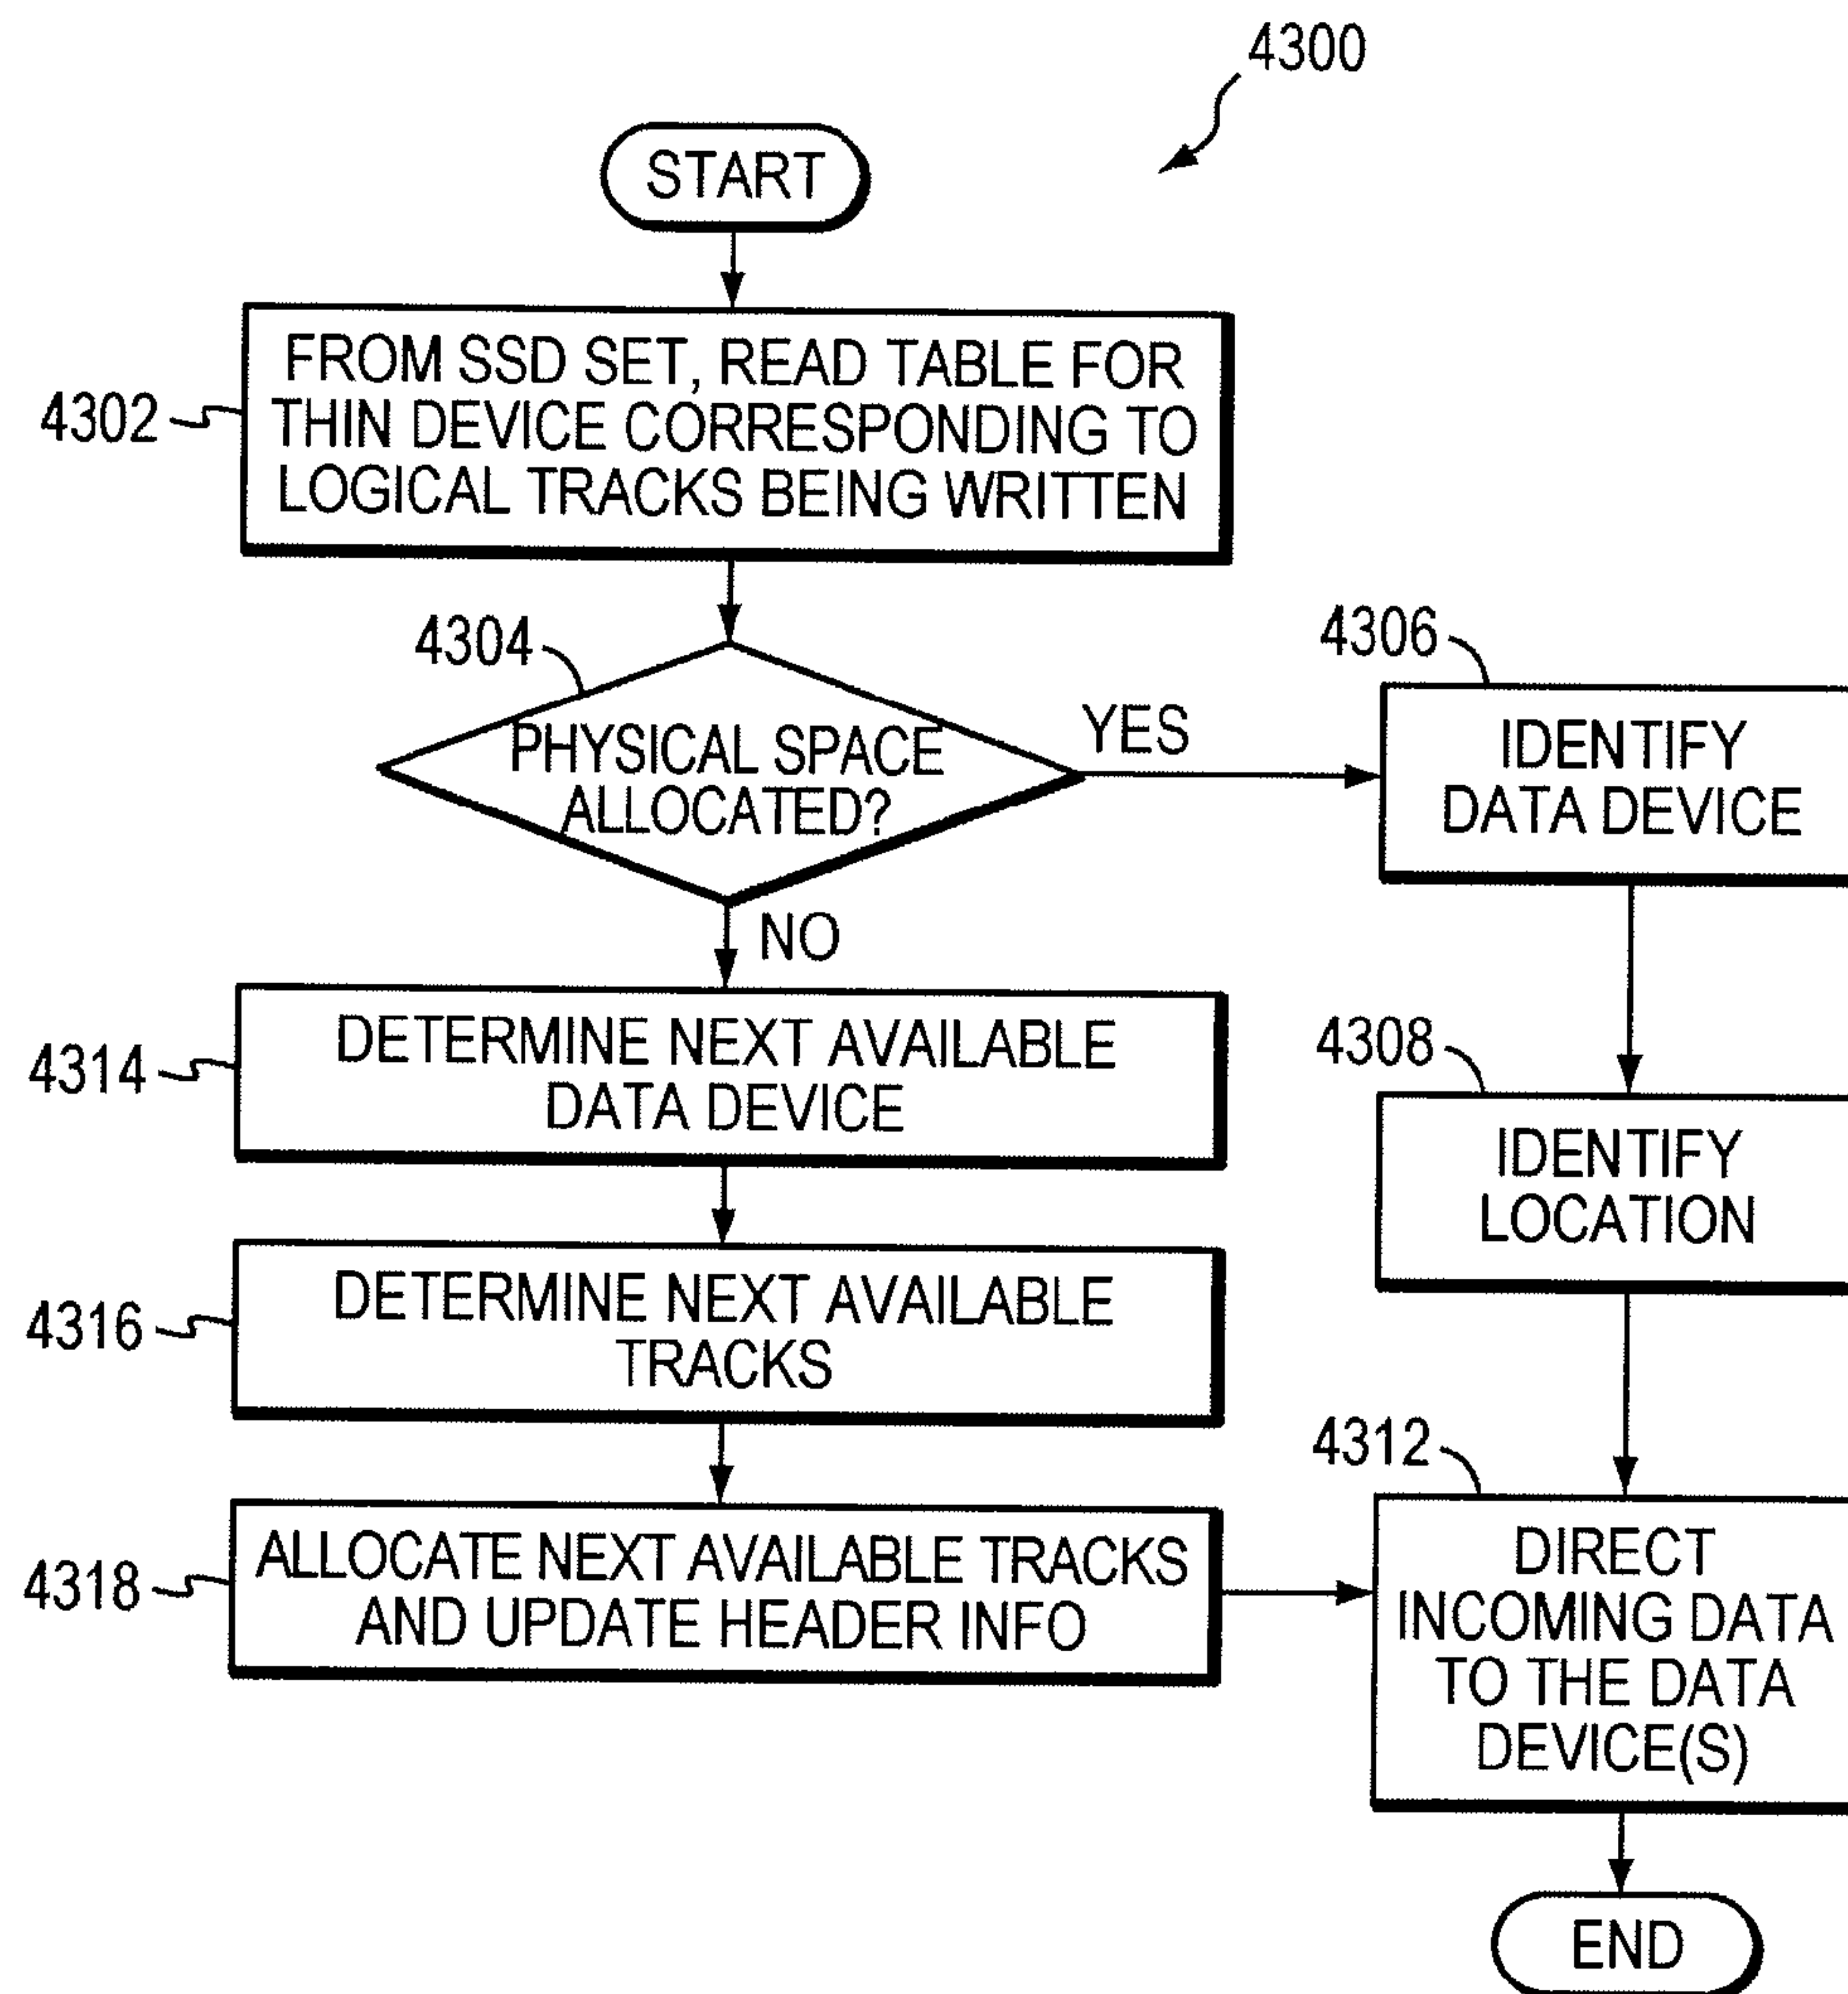 4300
START
4302
FROM SSD SET, READ TABLE FOR
THIN DEVICE CORRESPONDING TO
LOGICAL TRACKS BEING WRITTEN
4304
PHYSICAL SPACE
ALLOCATED?
YES
NO
4306
IDENTIFY
DATA DEVICE
4308
IDENTIFY
LOCATION
4314
DETERMINE NEXT AVAILABLE
DATA DEVICE
4316
DETERMINE NEXT AVAILABLE
TRACKS
4318
ALLOCATE NEXT AVAILABLE TRACKS
AND UPDATE HEADER INFO
4312
DIRECT
INCOMING DATA
TO THE DATA
DEVICE(S)
END